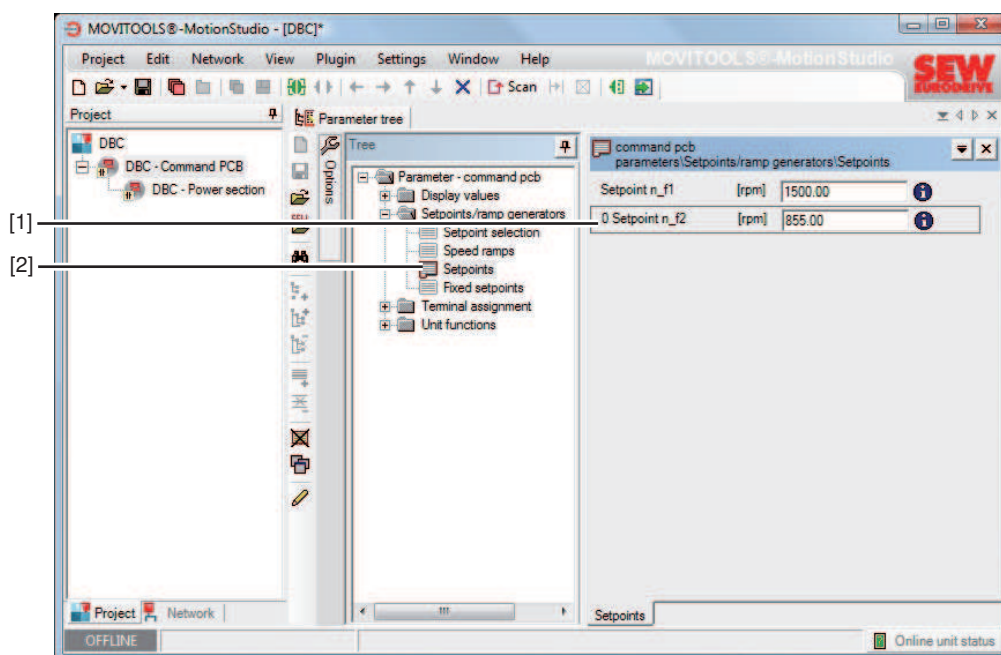 MOVITOOLS®-MotionStudio - [DBC]*
Project Edit Network View Plugin Settings Window Help
MOVITOOLS®-MotionStudio
SEW
EURODRIVE
Scan
Project
Parameter tree
DBC
DBC - Command PCB
DBC - Power section
Options
Tree
Parameter - command pcb
Display values
Setpoints/ramp generators
Setpoint selection
Speed ramps
Setpoints
Fixed setpoints
Terminal assignment
Unit functions
command pcb
parameters\Setpoints/ramp generators\Setpoints
Setpoint n_f1 [rpm] 1500.00
0 Setpoint n_f2 [rpm] 855.00
[1]
[2]
Project Network
Setpoints
OFFLINE
Online unit status